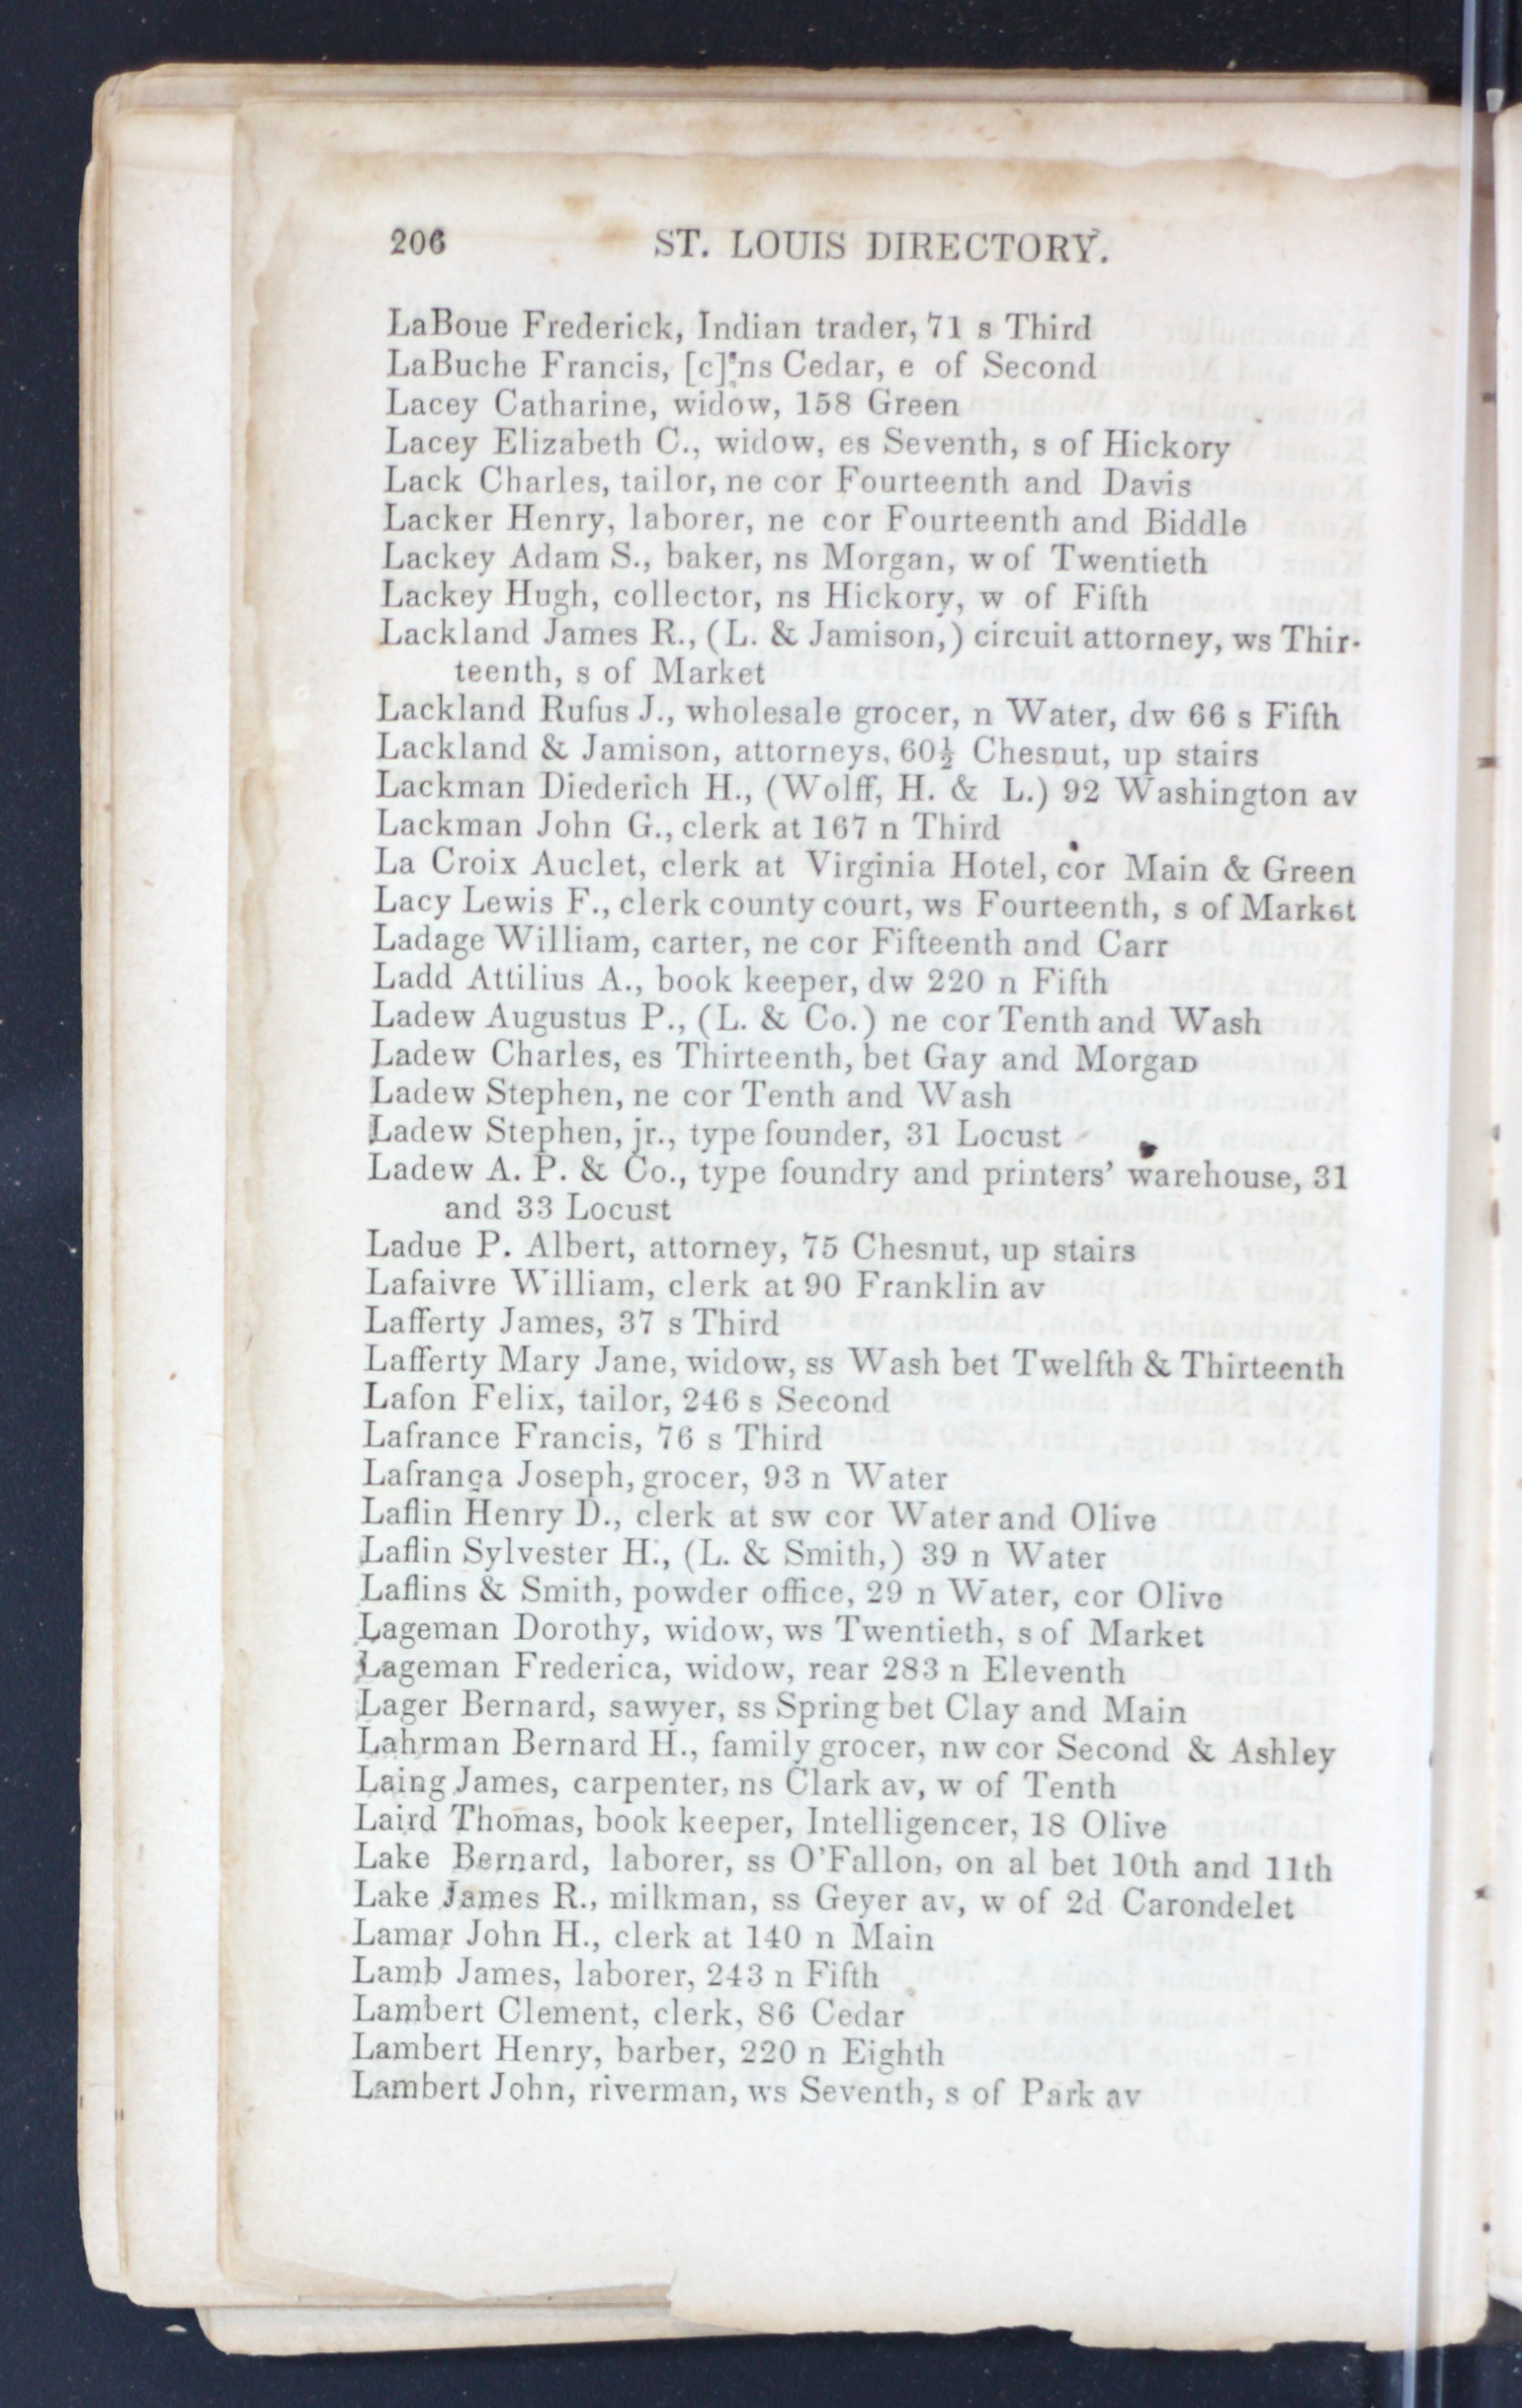 206 ST. LOUIS DIRECTORY.
LaBoue Frederick, Indian trader, 71 s Third
LaBuche Francis, [c] ns Cedar, e of Second
Lacey Catharine, widow, 158 Green
Lacey Elizabeth C., widow, es Seventh, s of Hickory
Lack Charles, tailor, ne cor Fourteenth and Davis
Lacker Henry, laborer, ne cor Fourteenth and Biddle
Lackey Adam S., baker, ns Morgan, w of Twentieth
Lackey Hugh, collector, ns Hickory, w of Fifth
Lackland James R., (L. & Jamison,) circuit attorney, ws Thir-
teenth, s of Market
Lackland Rufus J., wholesale grocer, n Water, dw 66 s Fifth
Lackland & Jamison, attorneys, 60½ Chesnut, up stairs
Lackman Diederich H., (Wolff, H. & L.) 92 Washington av
Lackman John G., clerk at 167 n Third
La Croix Auclet, clerk at Virginia Hotel, cor Main & Green
Lacy Lewis F., clerk county court, ws Fourteenth, s of Market
Ladage William, carter, ne cor Fifteenth and Carr
Ladd Attilius A., book keeper, dw 220 n Fifth
Ladew Augustus P., (L. & Co.) ne cor Tenth and Wash
Ladew Charles, es Thirteenth, bet Gay and Morgan
Ladew Stephen, ne cor Tenth and Wash
Ladew Stephen, jr., type founder, 31 Locust
Ladew A. P. & Co., type foundry and printers' warehouse, 31
and 33 Locust
Ladue P. Albert, attorney, 75 Chesnut, up stairs
Lafaivre William, clerk at 90 Franklin av
Lafferty James, 37 s Third
Lafferty Mary Jane, widow, ss Wash bet Twelfth & Thirteenth
Lafon Felix, tailor, 246 s Second
Lafrance Francis, 76 s Third
Lafrança Joseph, grocer, 93 n Water
Laflin Henry D., clerk at sw cor Water and Olive
Laflin Sylvester H., (L. & Smith,) 39 n Water
Laflins & Smith, powder office, 29 n Water, cor Olive
Lageman Dorothy, widow, ws Twentieth, s of Market
Lageman Frederica, widow, rear 283 n Eleventh
Lager Bernard, sawyer, ss Spring bet Clay and Main
Lahrman Bernard H., family grocer, nw cor Second & Ashley
Laing James, carpenter, ns Clark av, w of Tenth
Laird Thomas, book keeper, Intelligencer, 18 Olive
Lake Bernard, laborer, ss O'Fallon, on al bet 10th and 11th
Lake James R., milkman, ss Geyer av, w of 2d Carondelet
Lamar John H., clerk at 140 n Main
Lamb James, laborer, 243 n Fifth
Lambert Clement, clerk, 86 Cedar
Lambert Henry, barber, 220 n Eighth
Lambert John, riverman, ws Seventh, s of Park av